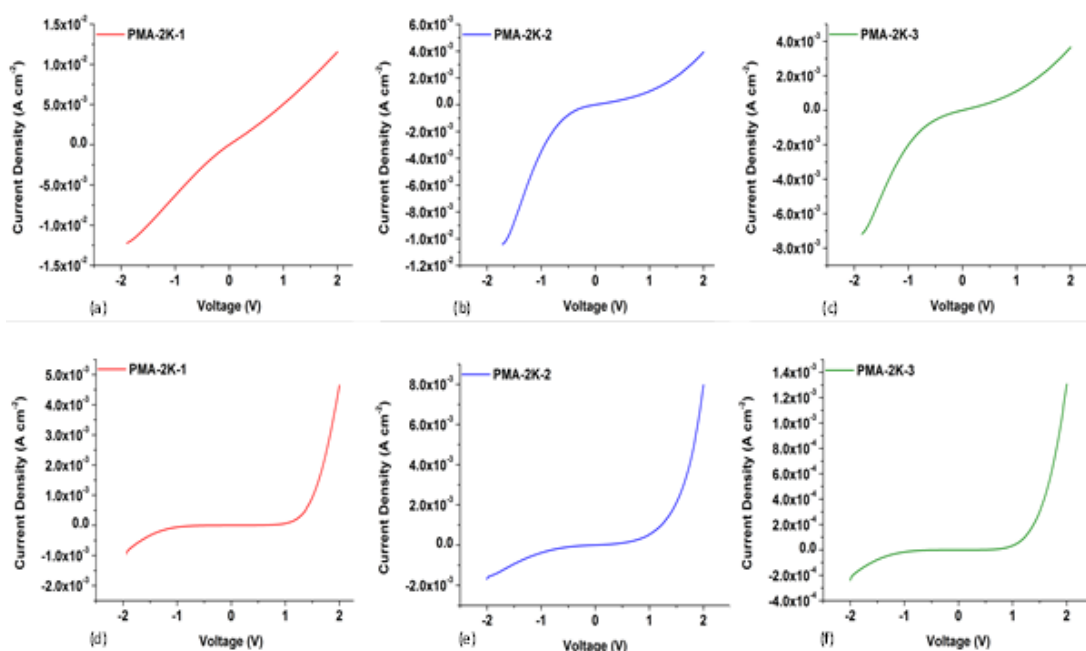 PMA-2K-1
Current Density (A cm⁻²)
1.5x10⁻²
1.0x10⁻²
5.0x10⁻³
0.0
-5.0x10⁻³
-1.0x10⁻²
-1.5x10⁻²
-2 -1 0 1 2
Voltage (V)
(a)
PMA-2K-2
Current Density (A cm⁻²)
6.0x10⁻³
4.0x10⁻³
2.0x10⁻³
0.0
-2.0x10⁻³
-4.0x10⁻³
-6.0x10⁻³
-8.0x10⁻³
-1.0x10⁻²
-1.2x10⁻²
-2 -1 0 1 2
Voltage (V)
(b)
PMA-2K-3
Current Density (A cm⁻²)
4.0x10⁻³
2.0x10⁻³
0.0
-2.0x10⁻³
-4.0x10⁻³
-6.0x10⁻³
-8.0x10⁻³
-2 -1 0 1 2
Voltage (V)
(c)
PMA-2K-1
Current Density (A cm⁻²)
5.0x10⁻³
4.0x10⁻³
3.0x10⁻³
2.0x10⁻³
1.0x10⁻³
0.0
-1.0x10⁻³
-2.0x10⁻³
-2 -1 0 1 2
Voltage (V)
(d)
PMA-2K-2
Current Density (A cm⁻²)
8.0x10⁻³
6.0x10⁻³
4.0x10⁻³
2.0x10⁻³
0.0
-2.0x10⁻³
-2 -1 0 1 2
Voltage (V)
(e)
PMA-2K-3
Current Density (A cm⁻²)
1.4x10⁻³
1.2x10⁻³
1.0x10⁻³
8.0x10⁻⁴
6.0x10⁻⁴
4.0x10⁻⁴
2.0x10⁻⁴
0.0
-2.0x10⁻⁴
-4.0x10⁻⁴
-2 -1 0 1 2
Voltage (V)
(f)